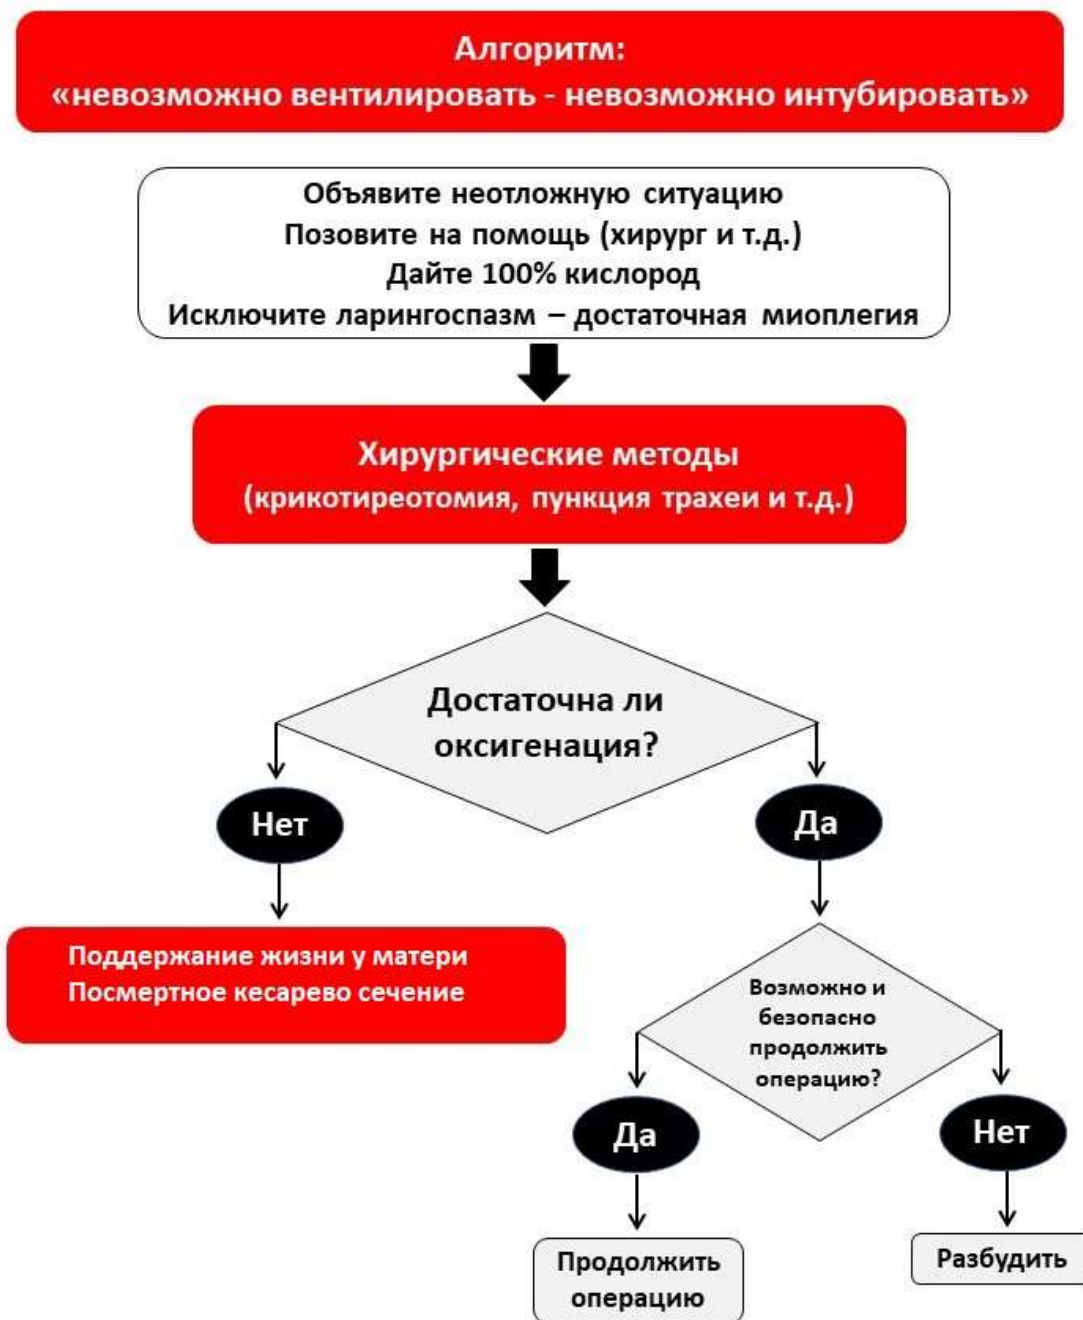 Алгоритм:
«невозможно вентилировать - невозможно интубировать»
Объявите неотложную ситуацию
Позовите на помощь (хирург и т.д.)
Дайте 100% кислород
Исключите ларингоспазм – достаточная миоплегия
Хирургические методы
(крикотиреотомия, пункция трахеи и т.д.)
Достаточна ли
оксигенация?
Нет
Да
Поддержание жизни у матери
Посмертное кесарево сечение
Возможно и
безопасно
продолжить
операцию?
Да
Нет
Продолжить
операцию
Разбудить